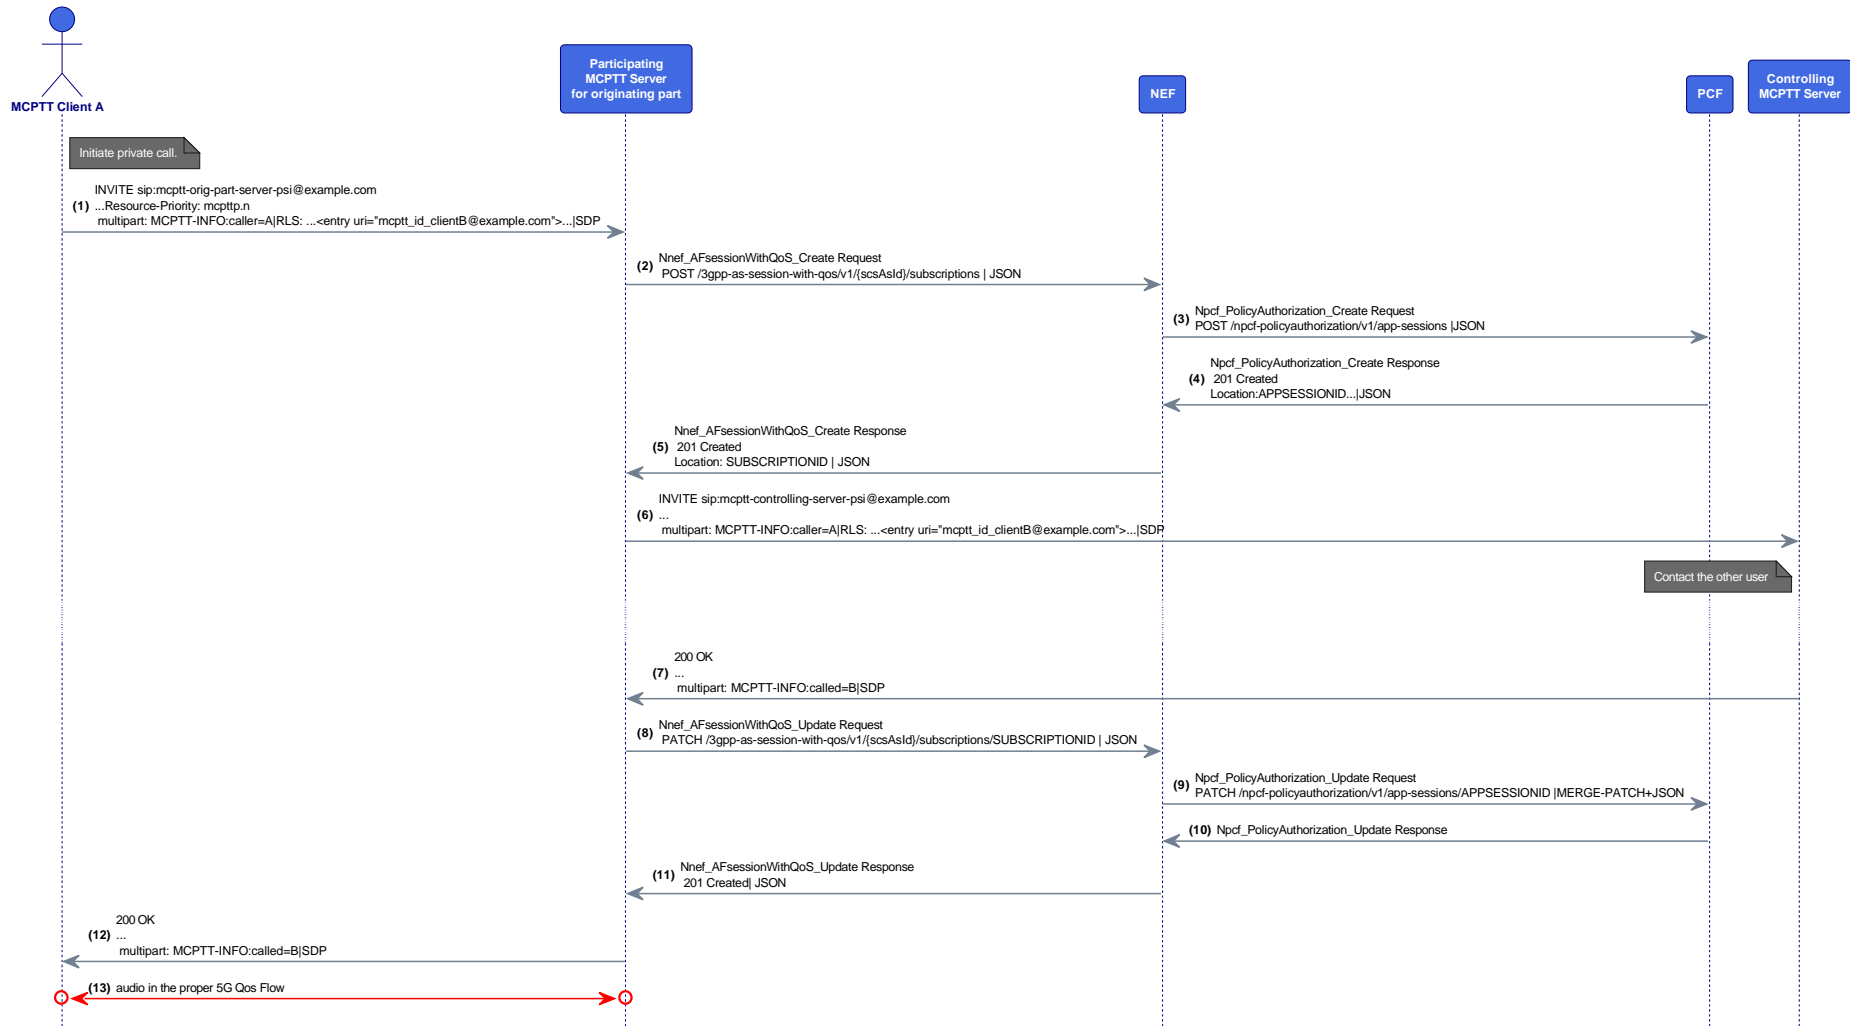 MCPTT Client A
Participating
MCPTT Server
for originating part
NEF
PCF
Controlling
MCPTT Server
Initiate private call.
INVITE sip:mcptt-orig-part-server-psi@example.com
(1) ...Resource-Priority: mcpttp.n
multipart: MCPTT-INFO:caller=A|RLS: ...<entry uri="mcptt_id_clientB@example.com">...|SDP
Nnef_AFsessionWithQoS_Create Request
(2)
POST /3gpp-as-session-with-qos/v1/{scsAsId}/subscriptions | JSON
Npcf_PolicyAuthorization_Create Request
(3)
POST /npcf-policyauthorization/v1/app-sessions |JSON
Npcf_PolicyAuthorization_Create Response
(4) 201 Created
Location:APPSESSIONID...|JSON
Nnef_AFsessionWithQoS_Create Response
(5) 201 Created
Location: SUBSCRIPTIONID | JSON
INVITE sip:mcptt-controlling-server-psi@example.com
(6) ...
multipart: MCPTT-INFO:caller=A|RLS: ...<entry uri="mcptt_id_clientB@example.com">...|SDP
Contact the other user
200 OK
(7) ...
multipart: MCPTT-INFO:called=B|SDP
Nnef_AFsessionWithQoS_Update Request
(8)
PATCH /3gpp-as-session-with-qos/v1/{scsAsId}/subscriptions/SUBSCRIPTIONID | JSON
Npcf_PolicyAuthorization_Update Request
(9)
PATCH /npcf-policyauthorization/v1/app-sessions/APPSESSIONID |MERGE-PATCH+JSON
(10) Npcf_PolicyAuthorization_Update Response
Nnef_AFsessionWithQoS_Update Response
(11)
201 Created| JSON
200 OK
(12) ...
multipart: MCPTT-INFO:called=B|SDP
(13) audio in the proper 5G Qos Flow